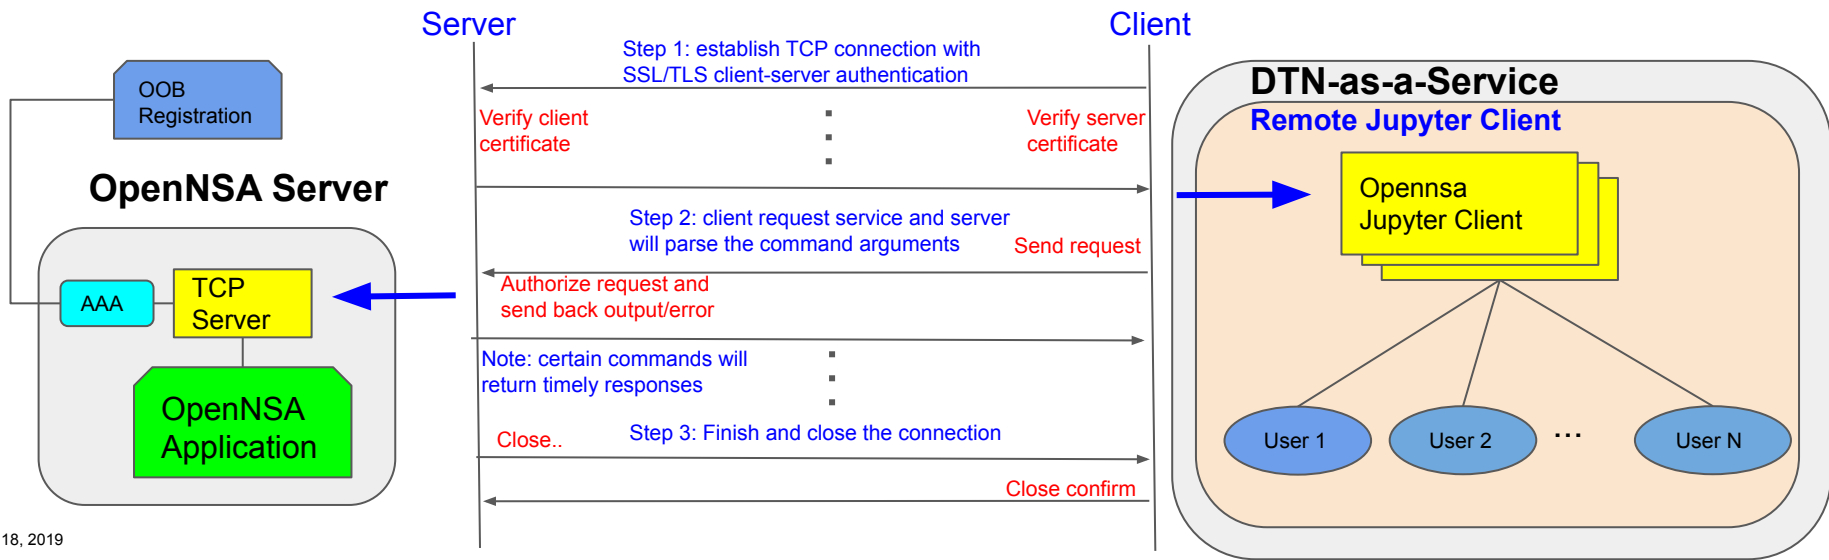 Server
Client
Step 1: establish TCP connection with
SSL/TLS client-server authentication
OOB
Registration
Verify client
certificate
Verify server
certificate
DTN-as-a-Service
Remote Jupyter Client
OpenNSA Server
Opennsa
Jupyter Client
Step 2: client request service and server
will parse the command arguments
Send request
AAA
TCP
Server
Authorize request and
send back output/error
Note: certain commands will
return timely responses
OpenNSA
Application
Close..
Step 3: Finish and close the connection
User 1
User 2
...
User N
Close confirm
18, 2019